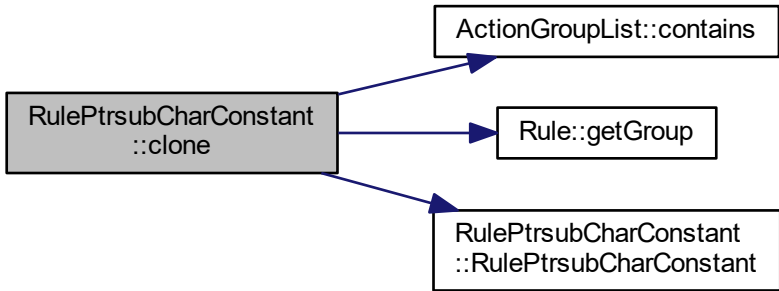 RulePtrsubCharConstant
::clone
ActionGroupList::contains
Rule::getGroup
RulePtrsubCharConstant
::RulePtrsubCharConstant